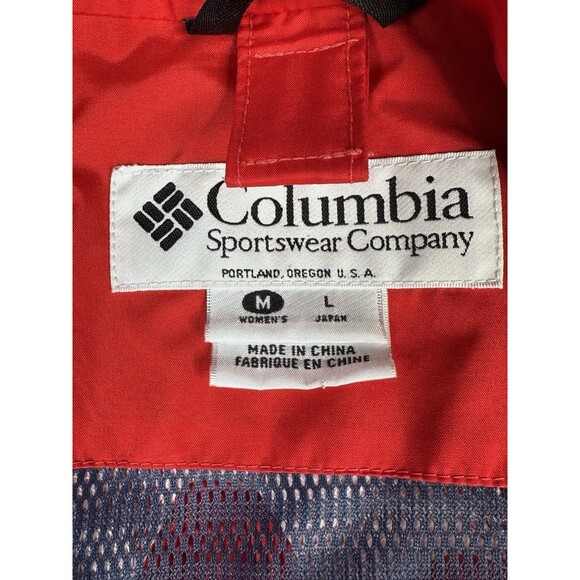 Columbia
Sportswear Company
PORTLAND, OREGON U.S.A.
M L
WOMEN'S JAPAN
MADE IN CHINA
FABRIQUE EN CHINE